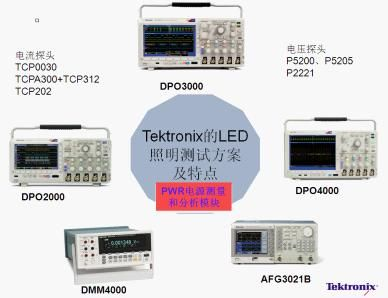 电流探头
TCP0030
TCPA300+TCP312
TCP202
电压探头
P5200、P5205
P2221
DPO3000
Tektronix的LED
照明测试方案
及特点
PWR电源测量
和分析模块
DPO2000
DPO4000
DMM4000
AFG3021B
Tektronix